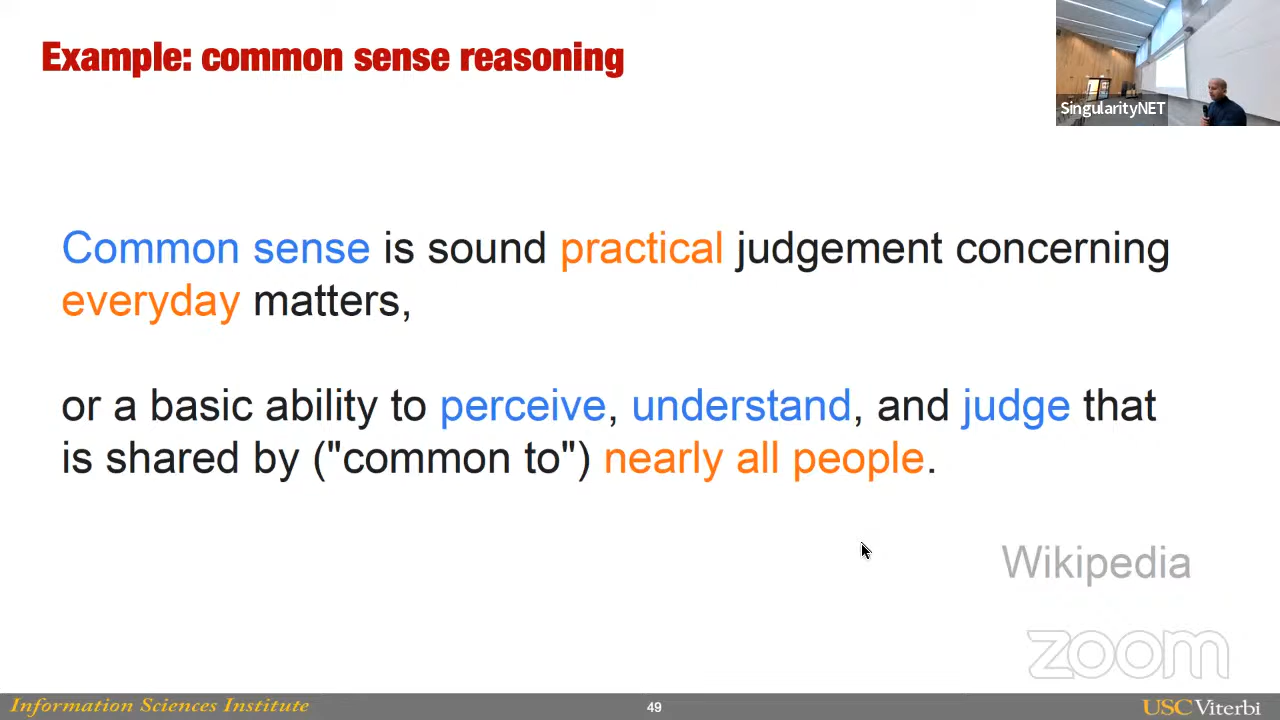 Example: common sense reasoning
SingularityNET
Common sense is sound practical judgement concerning
everyday matters,
or a basic ability to perceive, understand, and judge that
is shared by ("common to") nearly all people.
Wikipedia
zoom
Information Sciences Institute
49
USC Viterbi